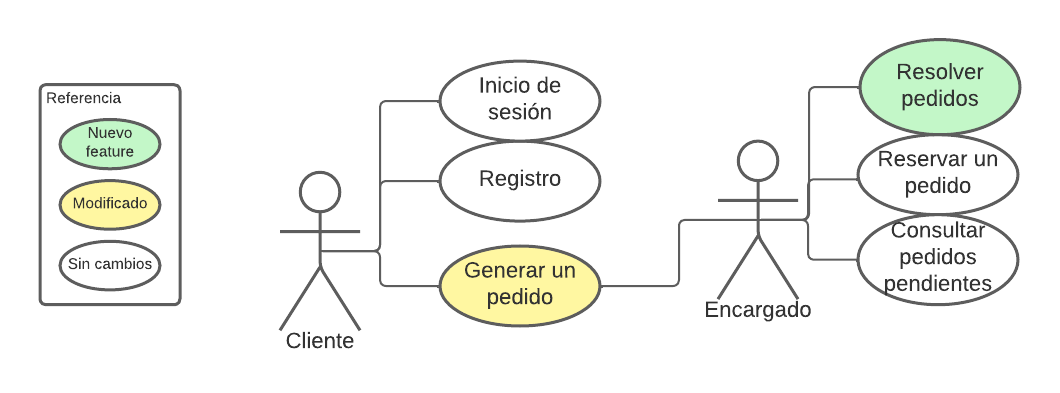 Referencia
Nuevo
feature
Modificado
Sin cambios
Cliente
Inicio de
sesión
Registro
Generar un
pedido
Encargado
Resolver
pedidos
Reservar un
pedido
Consultar
pedidos
pendientes